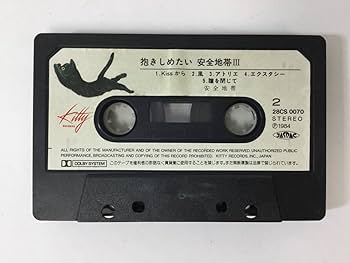 抱きしめたい 安全地帯III
1.Kissから 2.風 3.アトリエ 4.エクスタシー
5.瞳を閉じて
安全地帯
2
28CS 0070
STEREO
Ⓟ1984
Kitty
ALL RIGHTS OF THE MANUFACTURER AND OF THE OWNER OF THE RECORDED WORK RESERVED. UNAUTHORIZED PUBLIC
PERFORMANCE, BROADCASTING AND COPYING OF THIS RECORD PROHIBITED. KITTY RECORDS INC., JAPAN
DOLBY SYSTEM